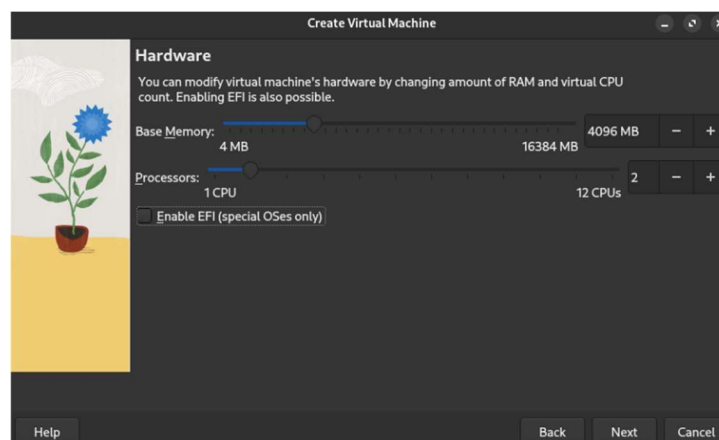 Create Virtual Machine
Hardware
You can modify virtual machine's hardware by changing amount of RAM and virtual CPU
count. Enabling EFI is also possible.
Base Memory:
4096 MB
4 MB
16384 MB
Processors:
2
1 CPU
12 CPUs
Enable EFI (special OSes only)
Help
Back
Next
Cancel